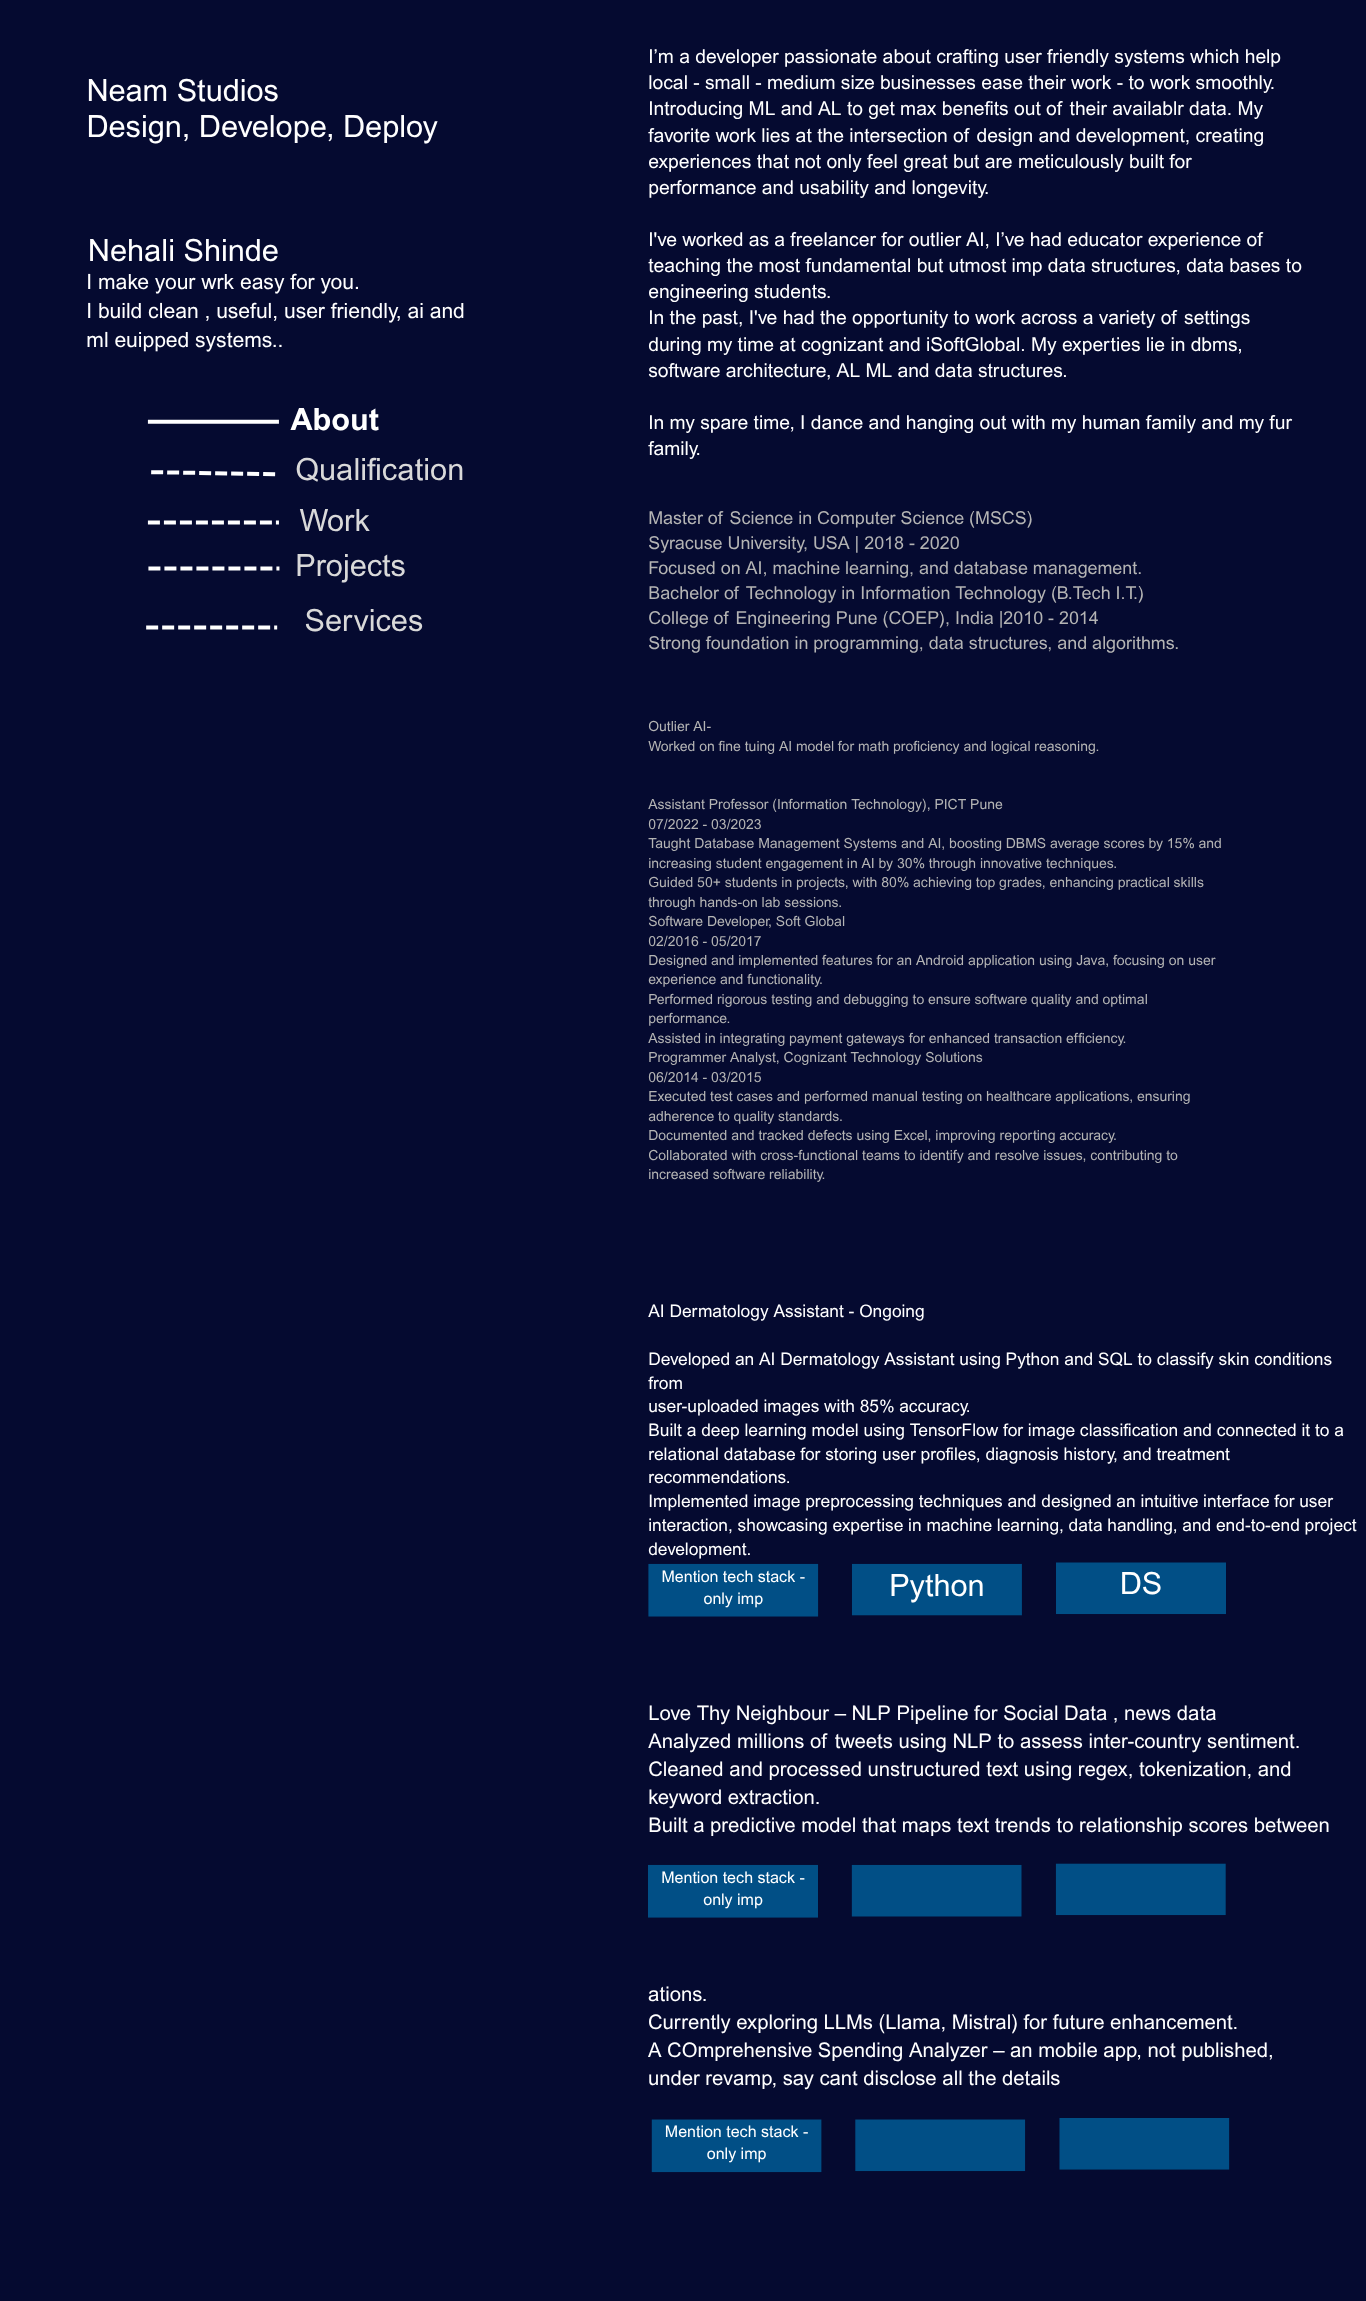 Neam Studios
Design, Develope, Deploy
Nehali Shinde
I make your wrk easy for you.
I build clean , useful, user friendly, ai and
ml euipped systems..
About
Qualification
Work
Projects
Services
I’m a developer passionate about crafting user friendly systems which help
local - small - medium size businesses ease their work - to work smoothly.
Introducing ML and AL to get max benefits out of their availablr data. My
favorite work lies at the intersection of design and development, creating
experiences that not only feel great but are meticulously built for
performance and usability and longevity.
I've worked as a freelancer for outlier AI, I’ve had educator experience of
teaching the most fundamental but utmost imp data structures, data bases to
engineering students.
In the past, I've had the opportunity to work across a variety of settings
during my time at cognizant and iSoftGlobal. My experties lie in dbms,
software architecture, AL ML and data structures.
In my spare time, I dance and hanging out with my human family and my fur
family.
Master of Science in Computer Science (MSCS)
Syracuse University, USA | 2018 - 2020
Focused on AI, machine learning, and database management.
Bachelor of Technology in Information Technology (B.Tech I.T.)
College of Engineering Pune (COEP), India |2010 - 2014
Strong foundation in programming, data structures, and algorithms.
Outlier AI-
Worked on fine tuing AI model for math proficiency and logical reasoning.
Assistant Professor (Information Technology), PICT Pune
07/2022 - 03/2023
Taught Database Management Systems and AI, boosting DBMS average scores by 15% and
increasing student engagement in AI by 30% through innovative techniques.
Guided 50+ students in projects, with 80% achieving top grades, enhancing practical skills
through hands-on lab sessions.
Software Developer, Soft Global
02/2016 - 05/2017
Designed and implemented features for an Android application using Java, focusing on user
experience and functionality.
Performed rigorous testing and debugging to ensure software quality and optimal
performance.
Assisted in integrating payment gateways for enhanced transaction efficiency.
Programmer Analyst, Cognizant Technology Solutions
06/2014 - 03/2015
Executed test cases and performed manual testing on healthcare applications, ensuring
adherence to quality standards.
Documented and tracked defects using Excel, improving reporting accuracy.
Collaborated with cross-functional teams to identify and resolve issues, contributing to
increased software reliability.
AI Dermatology Assistant - Ongoing
Developed an AI Dermatology Assistant using Python and SQL to classify skin conditions
from
user-uploaded images with 85% accuracy.
Built a deep learning model using TensorFlow for image classification and connected it to a
relational database for storing user profiles, diagnosis history, and treatment
recommendations.
Implemented image preprocessing techniques and designed an intuitive interface for user
interaction, showcasing expertise in machine learning, data handling, and end-to-end project
development.
Mention tech stack -
only imp
Python
DS
Love Thy Neighbour – NLP Pipeline for Social Data , news data
Analyzed millions of tweets using NLP to assess inter-country sentiment.
Cleaned and processed unstructured text using regex, tokenization, and
keyword extraction.
Built a predictive model that maps text trends to relationship scores between
Mention tech stack -
only imp
ations.
Currently exploring LLMs (Llama, Mistral) for future enhancement.
A COmprehensive Spending Analyzer – an mobile app, not published,
under revamp, say cant disclose all the details
Mention tech stack -
only imp